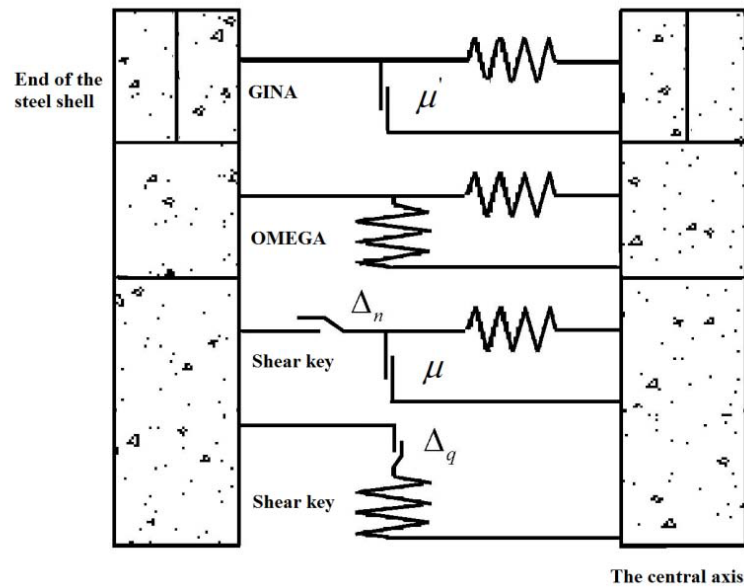 End of the
steel shell
GINA
μ'
OMEGA
Δn
Shear key
μ
Δq
Shear key
The central axis